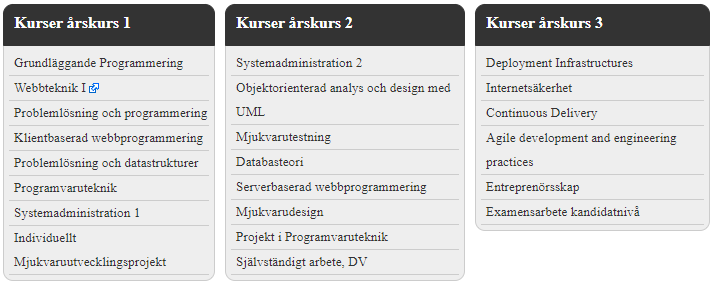 Kurser årskurs 1
Grundläggande Programmering
Webbteknik I
Problemlösning och programmering
Klientbaserad webbprogrammering
Problemlösning och datastrukturer
Programvaruteknik
Systemadministration 1
Individuellt
Mjukvaruutvecklingsprojekt
Kurser årskurs 2
Systemadministration 2
Objektorienterad analys och design med
UML
Mjukvarutestning
Databasteori
Serverbaserad webbprogrammering
Mjukvarudesign
Projekt i Programvaruteknik
Självständigt arbete, DV
Kurser årskurs 3
Deployment Infrastructures
Internetsäkerhet
Continuous Delivery
Agile development and engineering
practices
Entreprenörsskap
Examensarbete kandidatnivå